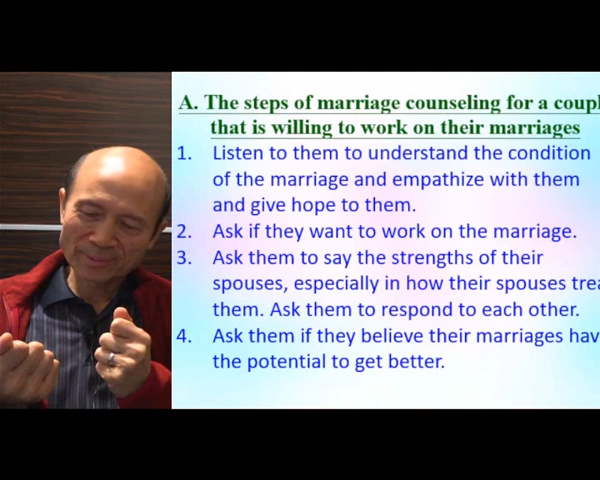 A. The steps of marriage counseling for a coupl
that is willing to work on their marriages
1. Listen to them to understand the condition
of the marriage and empathize with them
and give hope to them.
2. Ask if they want to work on the marriage.
3. Ask them to say the strengths of their
spouses, especially in how their spouses trea
them. Ask them to respond to each other.
4. Ask them if they believe their marriages hav
the potential to get better.